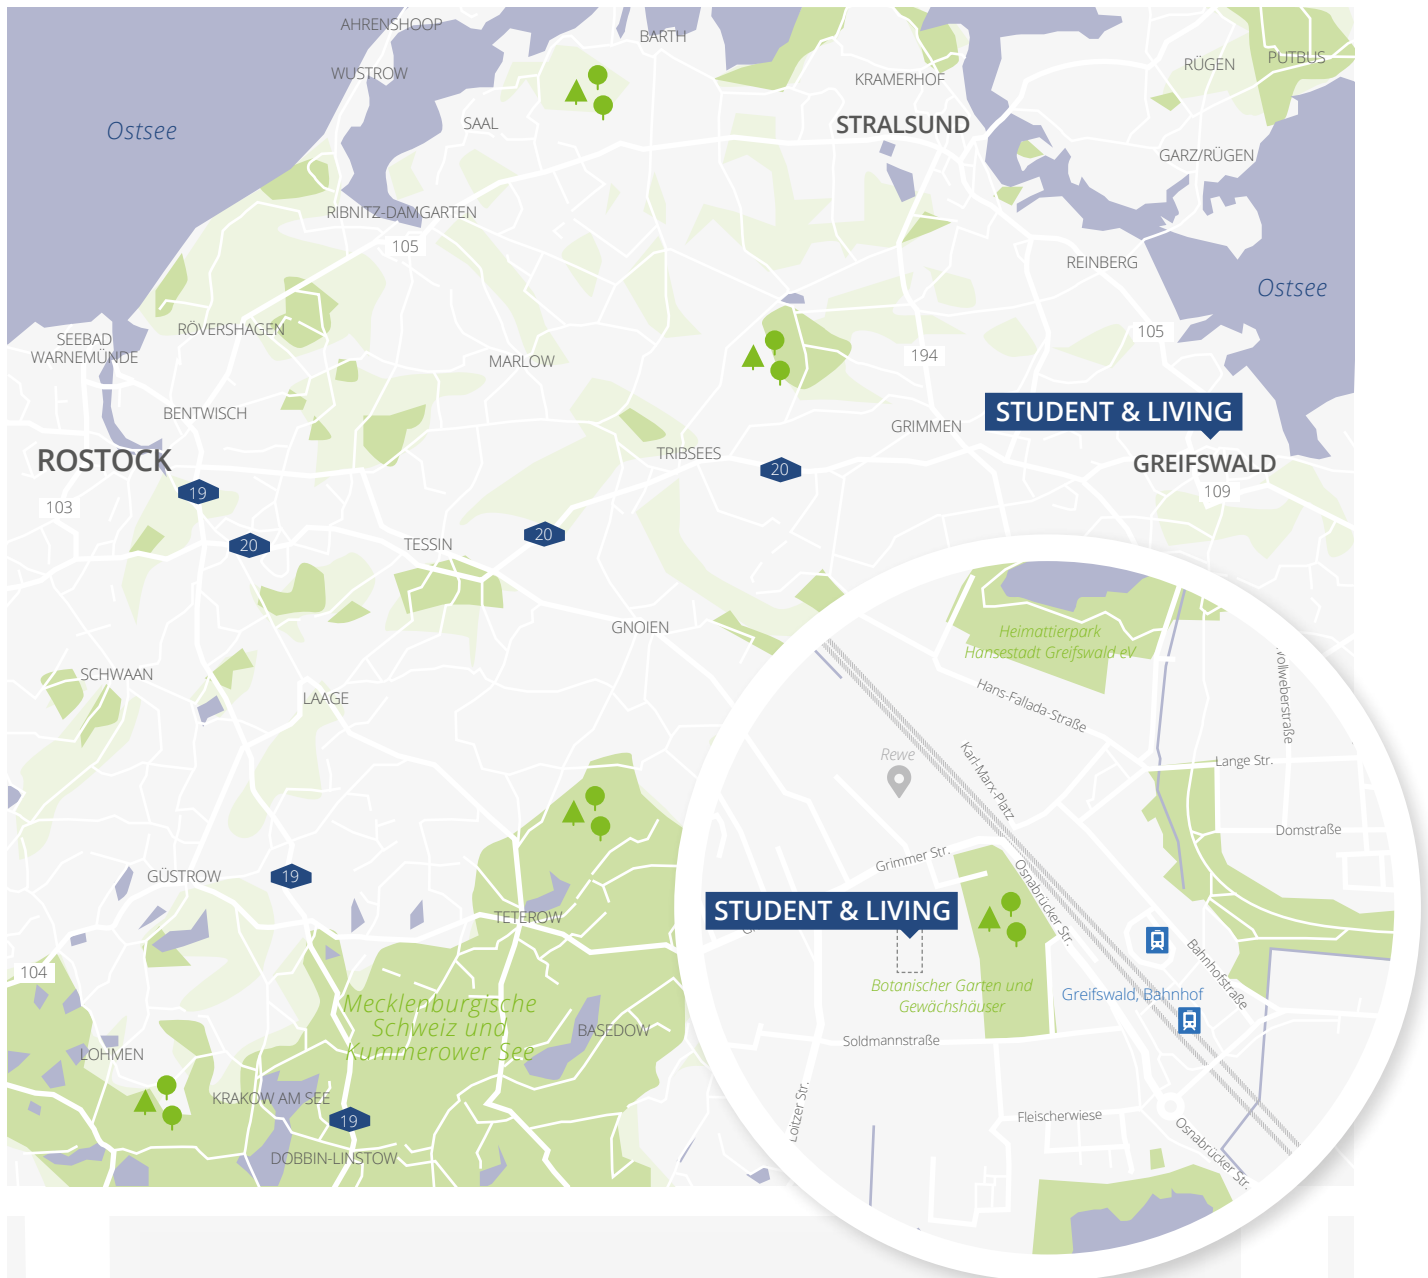 AHRENSHOOP
BARTH
WUSTROW
KRAMERHOF
RÜGEN
PUTBUS
Ostsee
SAAL
STRALSUND
GARZ/RÜGEN
RIBNITZ-DAMGARTEN
105
REINBERG
Ostsee
SEEBAD
WARNEMÜNDE
RÖVERSHAGEN
MARLOW
194
105
BENTWISCH
STUDENT & LIVING
GRIMMEN
ROSTOCK
TRIBSEES
20
GREIFSWALD
109
19
103
20
20
TESSIN
GNOIEN
SCHWAAN
LAAGE
GÜSTROW
19
TETEROW
104
Mecklenburgische
Schweiz und
Kummerower See
BASEDOW
LOHMEN
KRAKOW AM SEE
19
DOBBIN-LINSTOW
Heimattierpark
Hansestadt Greifswald eV
Hans-Fallada-Straße
Lange Str.
Rewe
Karl-Marx-Platz
Domstraße
Grimmer Str.
Osnabrücker Str.
STUDENT & LIVING
Bahnhofstraße
Botanischer Garten und
Gewächshäuser
Greifswald, Bahnhof
Soldmannstraße
Loitzer Str.
Fleischerwiese
Osnabrücker Str.